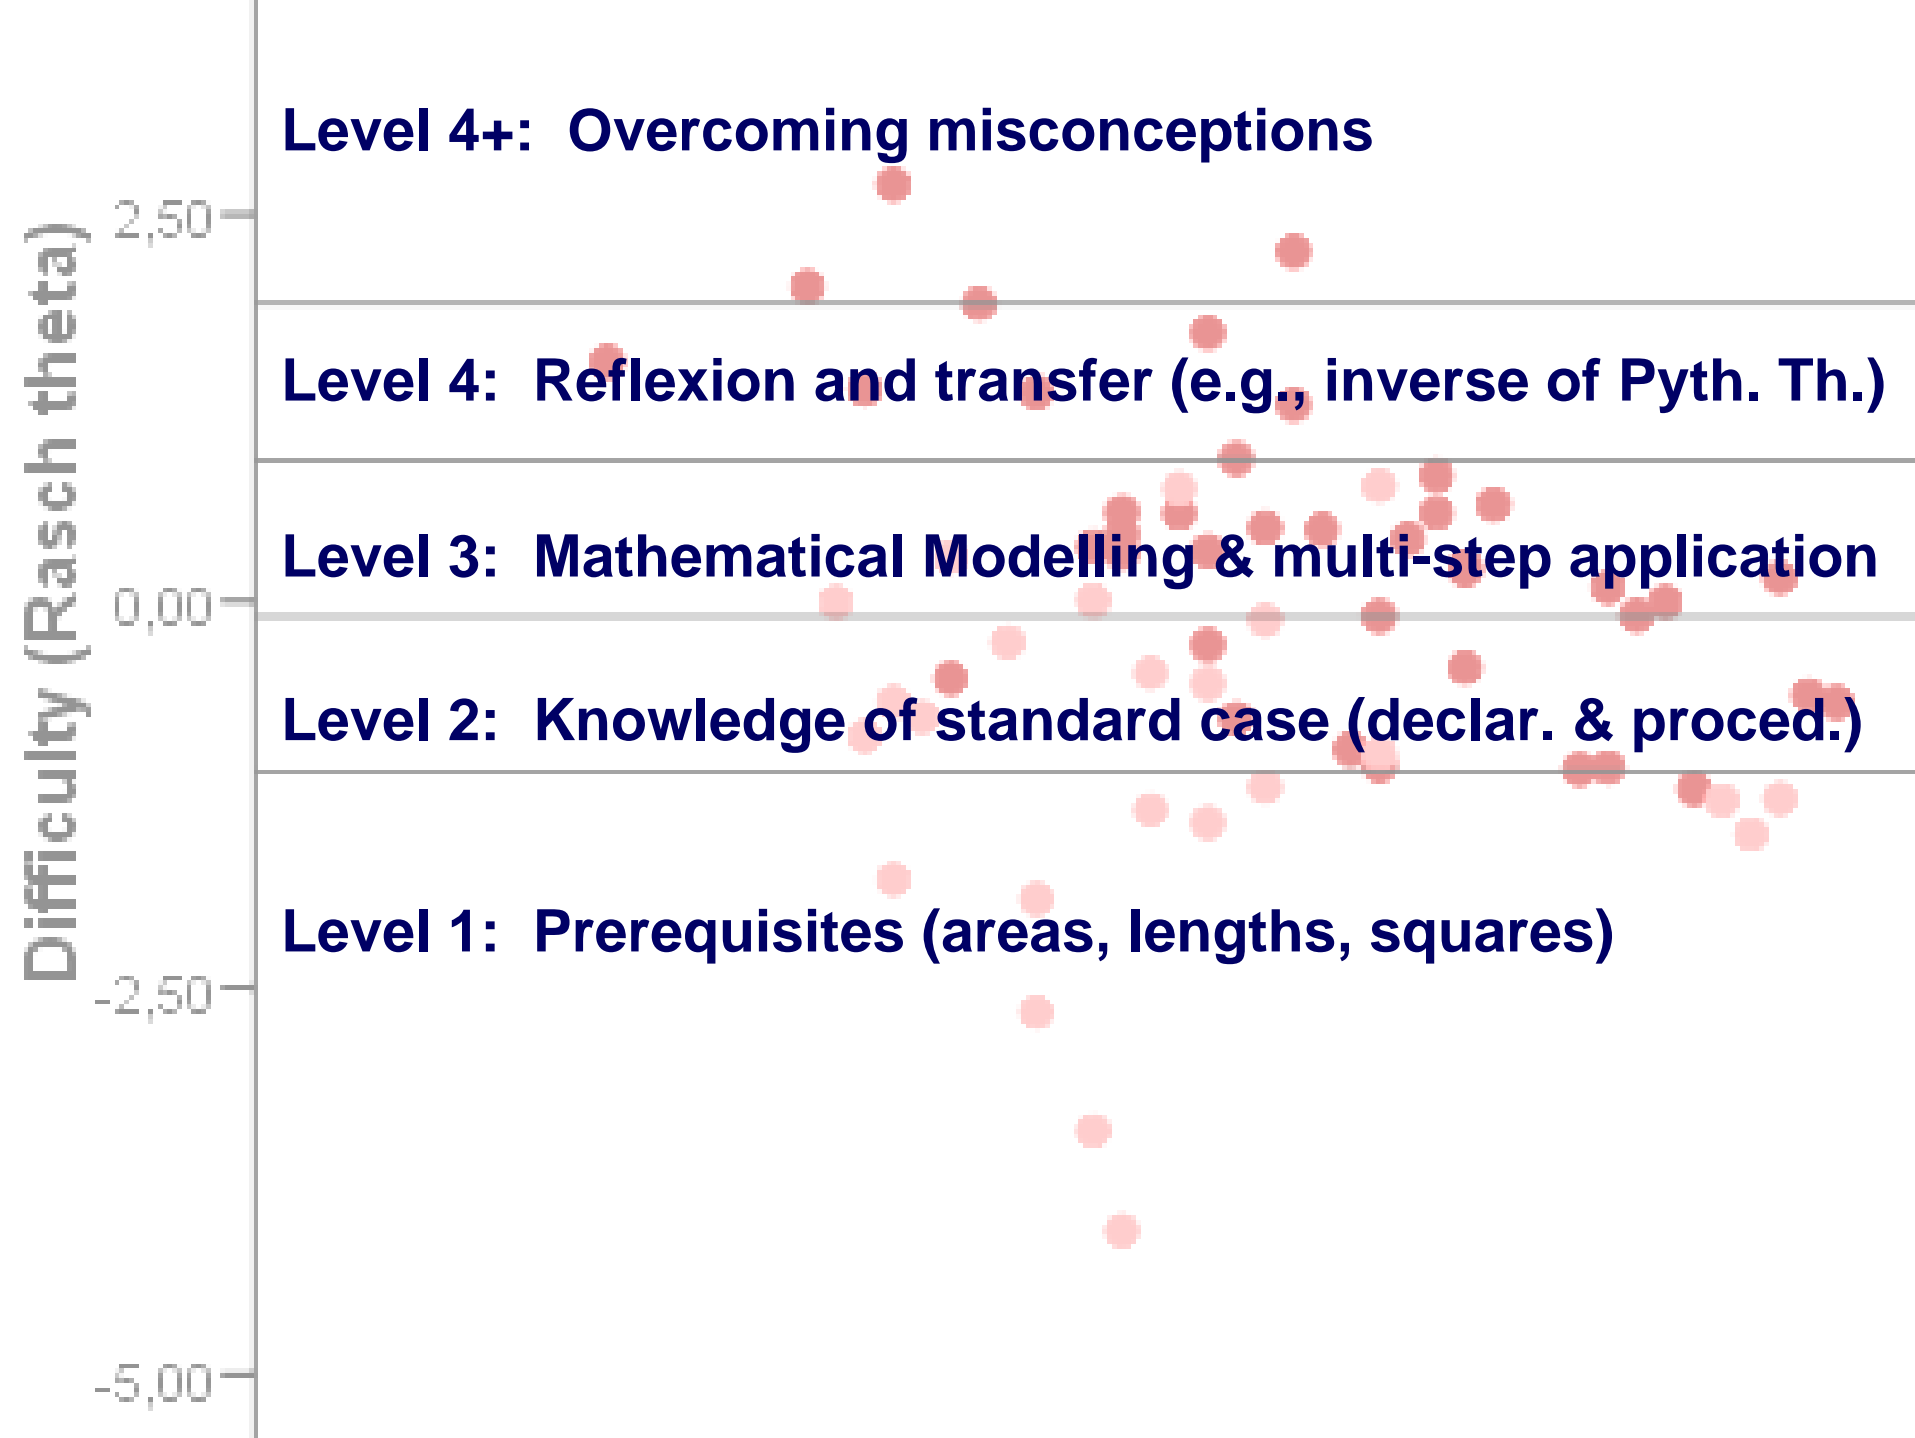 Level 4+: Overcoming misconceptions
2,50
Level 4: Reflexion and transfer (e.g., inverse of Pyth. Th.)
Level 3: Mathematical Modelling & multi-step application
0,00
Difficulty (Rasch theta)
Level 2: Knowledge of standard case (declar. & proced.)
Level 1: Prerequisites (areas, lengths, squares)
-2,50
-5,00